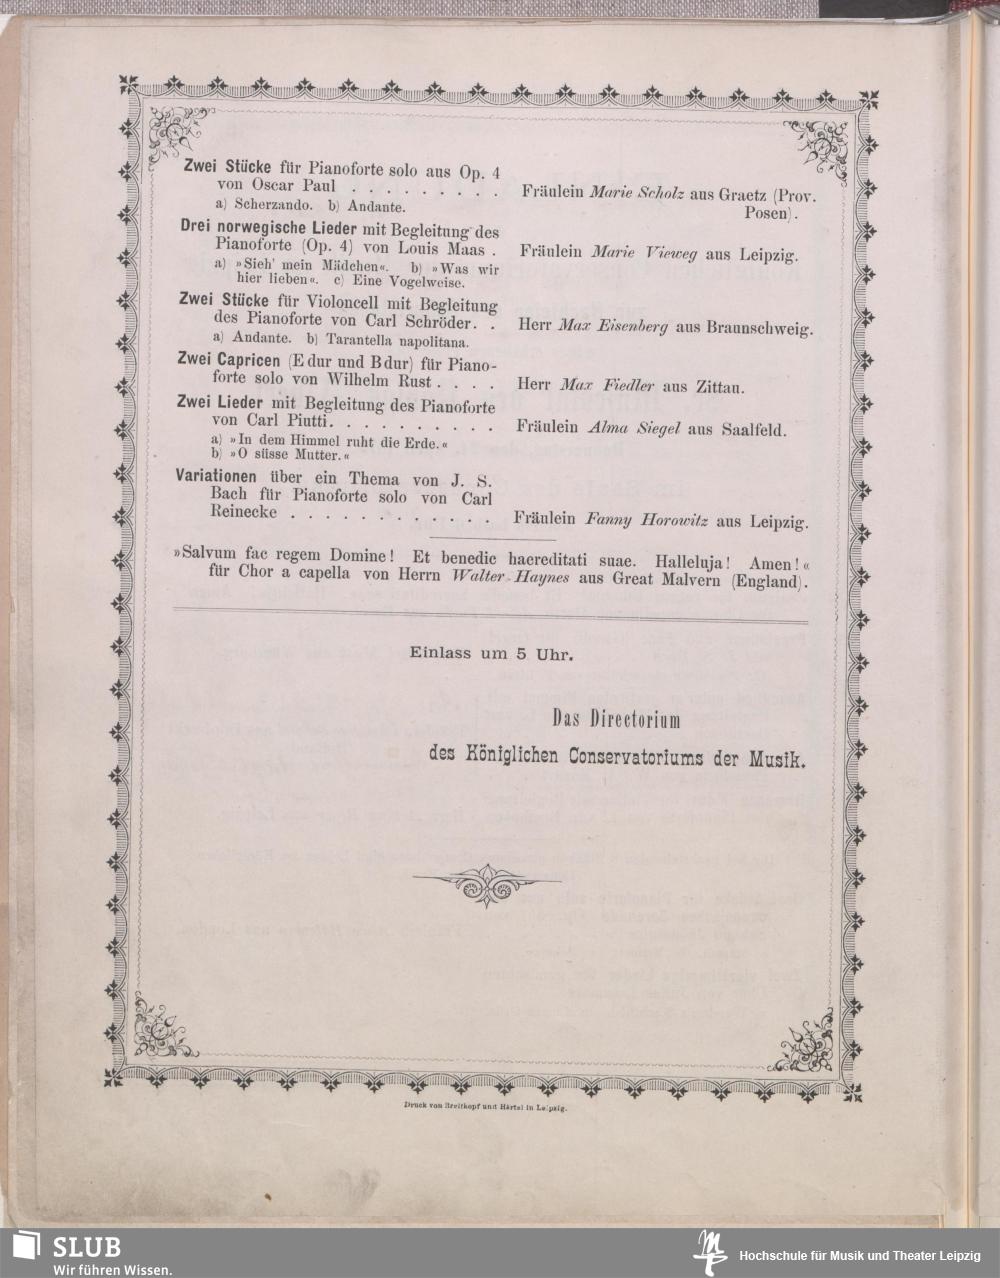 Zwei Stücke für Pianoforte solo aus Op. 4
von Oscar Paul . . . . . . . . . Fräulein Marie Scholz aus Graetz (Prov.
a) Scherzando. b) Andante. Posen).
Drei norwegische Lieder mit Begleitung des
Pianoforte (Op. 4) von Louis Maas . Fräulein Marie Vieweg aus Leipzig.
a) »Sieh' mein Mädchen«. b) »Was wir
hier lieben«. c) Eine Vogelweise.
Zwei Stücke für Violoncell mit Begleitung
des Pianoforte von Carl Schröder. . Herr Max Eisenberg aus Braunschweig.
a) Andante. b) Tarantella napolitana.
Zwei Capricen (E dur und B dur) für Piano-
forte solo von Wilhelm Rust . . . . Herr Max Fiedler aus Zittau.
Zwei Lieder mit Begleitung des Pianoforte
von Carl Piutti. . . . . . . . . . Fräulein Alma Siegel aus Saalfeld.
a) »In dem Himmel ruht die Erde.«
b) »O süsse Mutter.«
Variationen über ein Thema von J. S.
Bach für Pianoforte solo von Carl
Reinecke . . . . . . . . . . . . Fräulein Fanny Horowitz aus Leipzig.
»Salvum fac regem Domine! Et benedic haereditati suae. Halleluja! Amen!«
für Chor a capella von Herrn Walter Haynes aus Great Malvern (England).
Einlass um 5 Uhr.
Das Directorium
des Königlichen Conservatoriums der Musik.
Druck von Breitkopf und Härtel in Leipzig.
SLUB
Wir führen Wissen.
Hochschule für Musik und Theater Leipzig